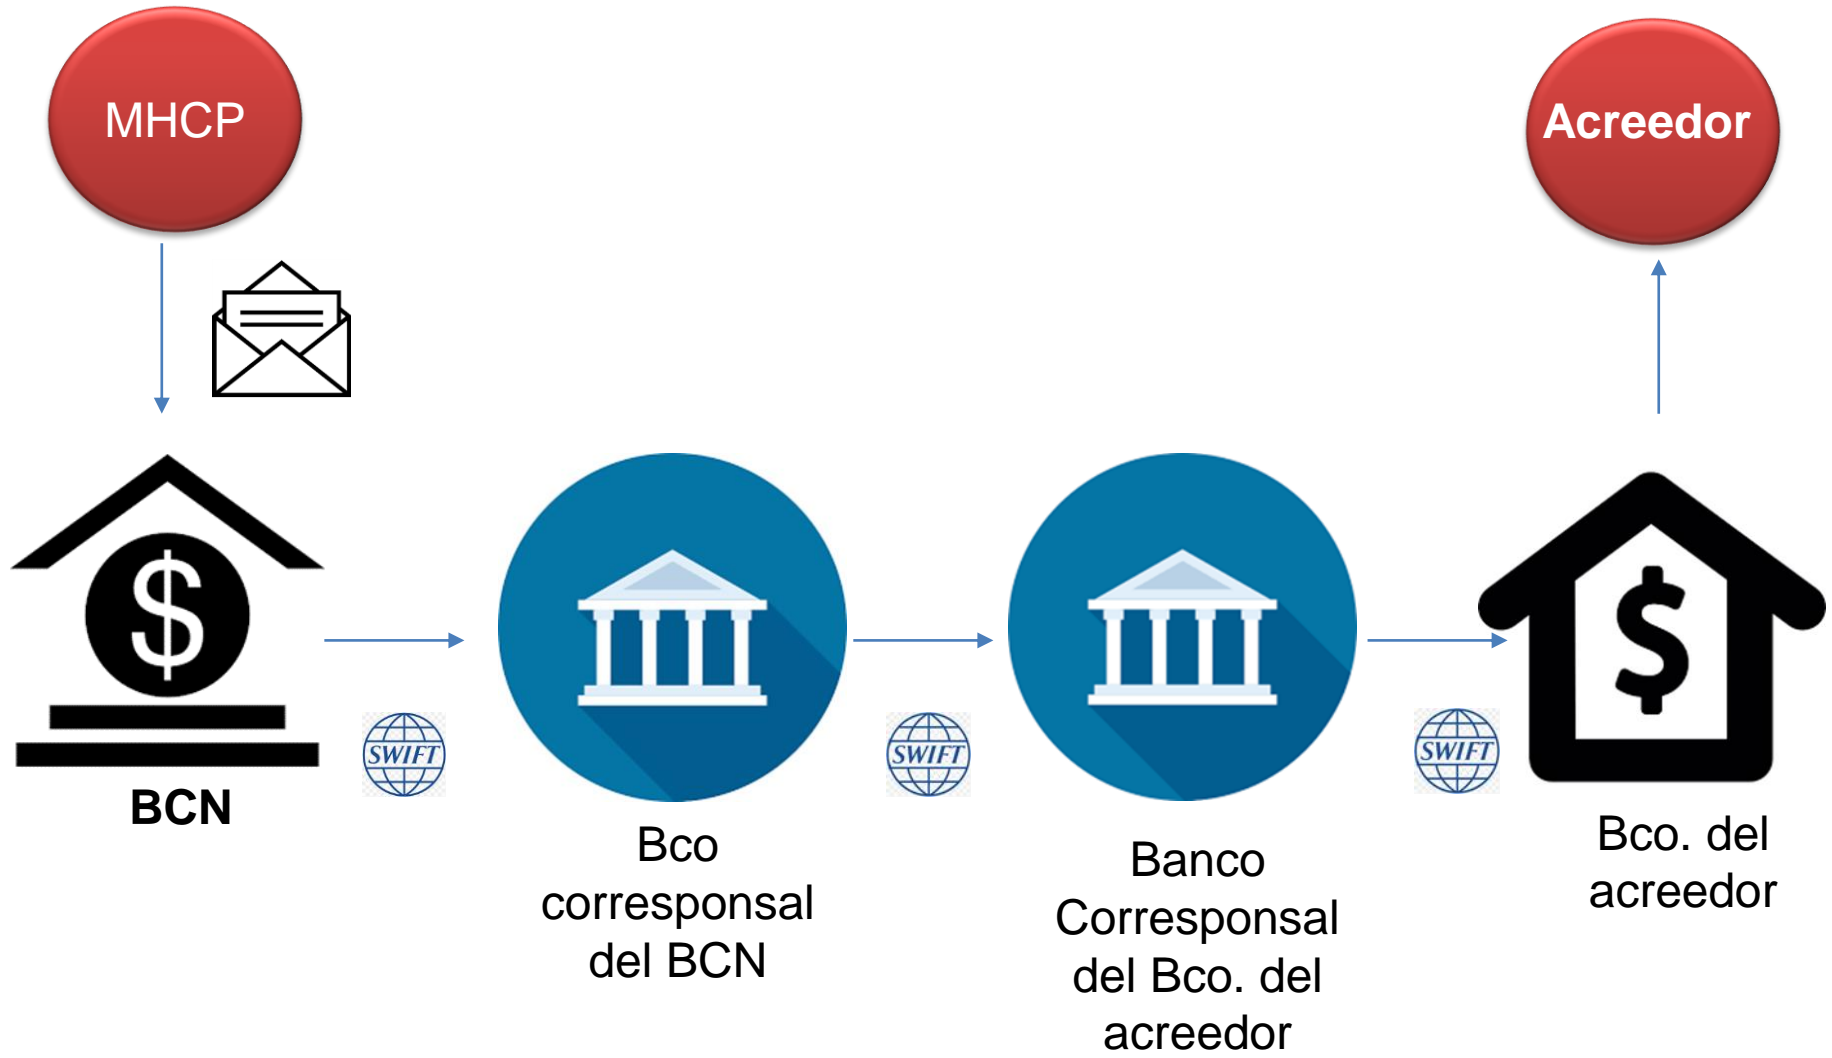 MHCP
Acreedor
BCN
SWIFT
Bco
corresponsal
del BCN
SWIFT
Banco
Corresponsal
del Bco. del
acreedor
SWIFT
Bco. del
acreedor